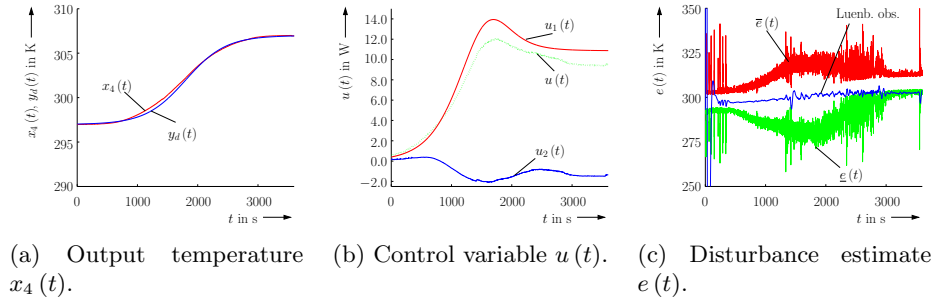 x₄(t); y_d(t) in K
310
305
300
295
290
0 1000 2000 3000
t in s
x₄(t)
y_d(t)
u(t) in W
14.0
12.0
10.0
8.0
6.0
4.0
2.0
0.0
−2.0
0 1000 2000 3000
t in s
u₁(t)
u(t)
u₂(t)
e(t) in K
350
325
300
275
250
0 1000 2000 3000
t in s
e̅(t)
Luenb. obs.
e̲(t)
(a) Output temperature
x₄(t).
(b) Control variable u(t).
(c) Disturbance estimate
e(t).